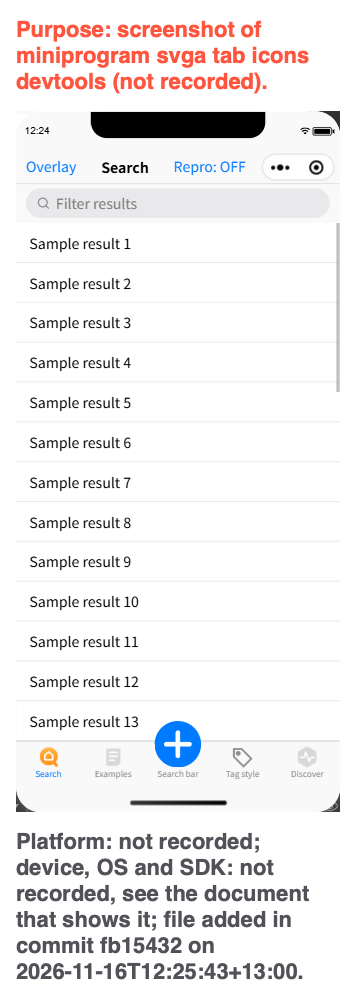 Purpose: screenshot of
miniprogram svga tab icons
devtools (not recorded).
12:24
Overlay Search Repro: OFF
Filter results
Sample result 1
Sample result 2
Sample result 3
Sample result 4
Sample result 5
Sample result 6
Sample result 7
Sample result 8
Sample result 9
Sample result 10
Sample result 11
Sample result 12
Sample result 13
Search Examples Search bar Tag style Discover
Platform: not recorded;
device, OS and SDK: not
recorded, see the document
that shows it; file added in
commit fb15432 on
2026-11-16T12:25:43+13:00.